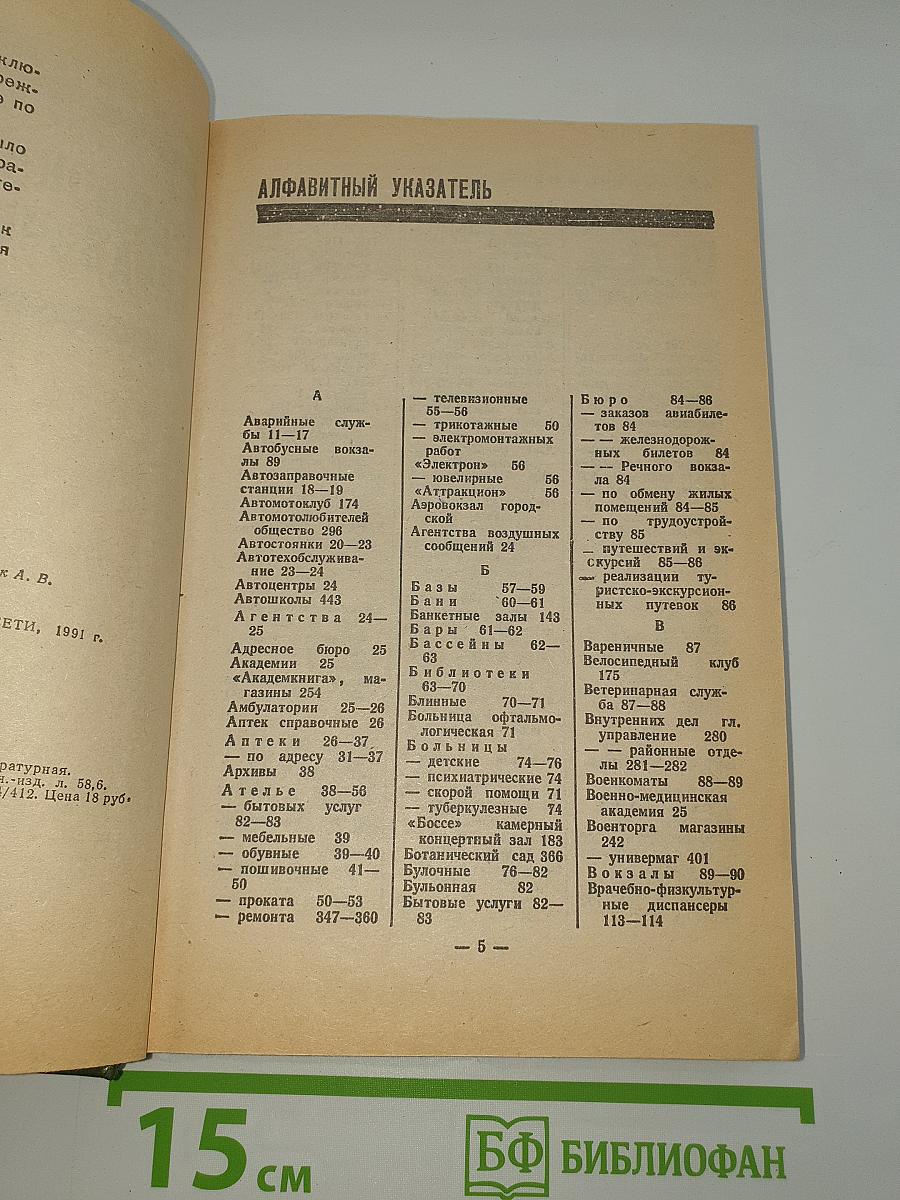 клю-
реж-
е по
ыло
ра-
те-
к
я
к А. В.
СЕТИ, 1991 г.
ратурная.
н.-изд. л. 58,6.
4/412. Цена 18 руб.
АЛФАВИТНЫЙ УКАЗАТЕЛЬ
А
Аварийные служ-
бы 11—17
Автобусные вокза-
лы 89
Автозаправочные
станции 18—19
Автомотоклуб 174
Автомотолюбителей
общество 296
Автостоянки 20—23
Автотехобслужива-
ние 23—24
Автоцентры 24
Автошколы 443
Агентства 24—
25
Адресное бюро 25
Академии 25
«Академкнига», ма-
газины 254
Амбулатории 25—26
Аптек справочные 26
Аптеки 26—37
— по адресу 31—37
Архивы 38
Ателье 38—56
— бытовых услуг
82—83
— мебельные 39
— обувные 39—40
— пошивочные 41—
50
— проката 50—53
— ремонта 347—360
— телевизионные
55—56
— трикотажные 50
— электромонтажных
работ
«Электрон» 56
— ювелирные 56
«Аттракцион» 56
Аэровокзал город-
ской
Агентства воздушных
сообщений 24
Б
Базы 57—59
Бани 60—61
Банкетные залы 143
Бары 61—62
Бассейны 62—
63
Библиотеки
63—70
Блинные 70—71
Больница офтальмо-
логическая 71
Больницы
— детские 74—76
— психиатрические 74
— скорой помощи 71
— туберкулезные 74
«Боссе» камерный
концертный зал 183
Ботанический сад 366
Булочные 76—82
Бульонная 82
Бытовые услуги 82—
83
Бюро 84—86
— заказов авиабиле-
тов 84
— — железнодорож-
ных билетов 84
— — Речного вокза-
ла 84
— по обмену жилых
помещений 84—85
— по трудоустрой-
ству 85
— путешествий и эк-
скурсий 85—86
— реализации ту-
ристско-экскурсион-
ных путевок 86
В
Вареничные 87
Велосипедный клуб
175
Ветеринарная служ-
ба 87—88
Внутренних дел гл.
управление 280
— — районные отде-
лы 281—282
Военкоматы 88—89
Военно-медицинская
академия 25
Военторга магазины
242
— универмаг 401
Вокзалы 89—90
Врачебно-физкультур-
ные диспансеры
113—114
— 5 —
15 см
БФ БИБЛИОФАН